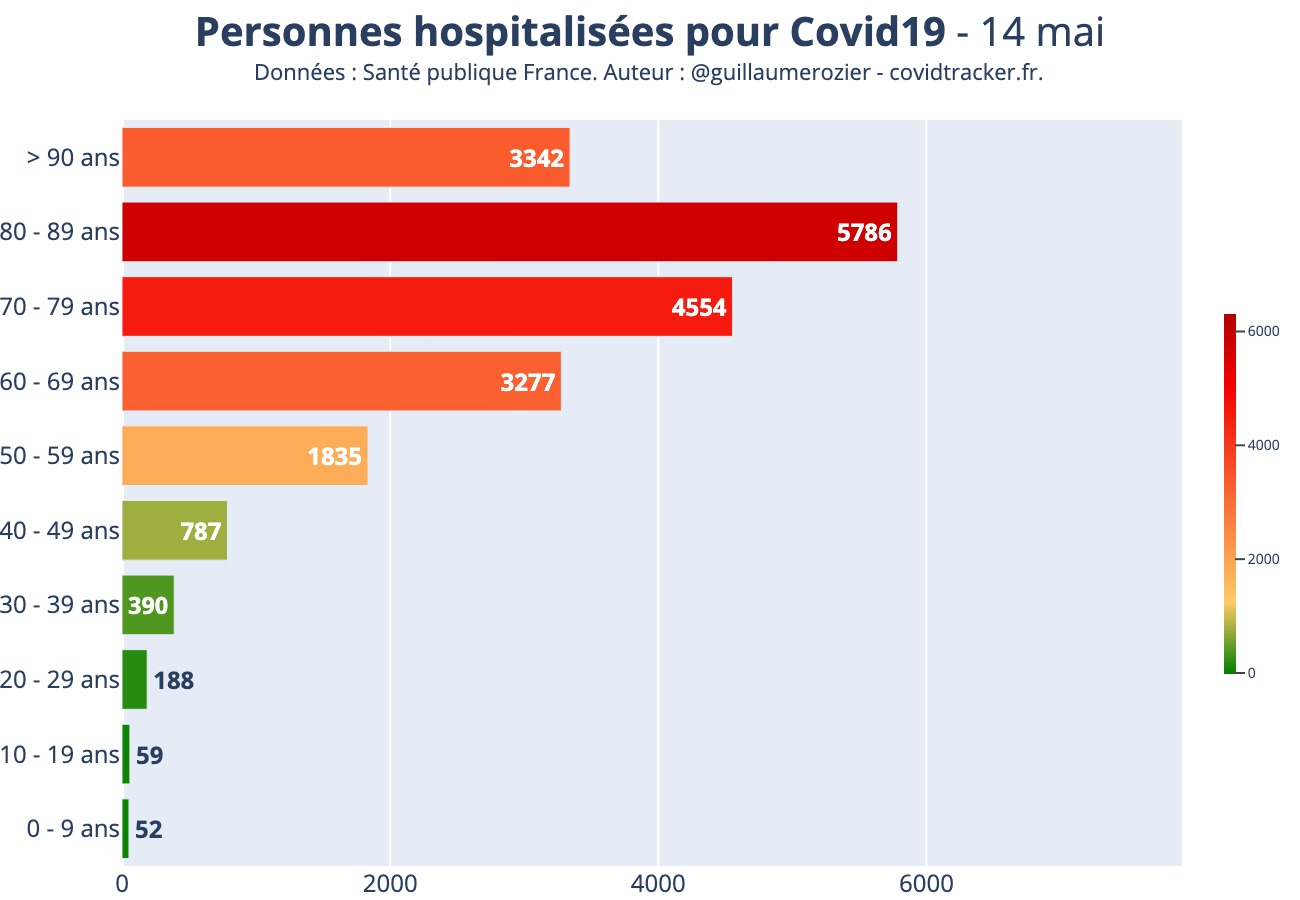 Personnes hospitalisées pour Covid19 - 14 mai
Données : Santé publique France. Auteur : @guillaumerozier - covidtracker.fr.
> 90 ans 3342
80 - 89 ans 5786
70 - 79 ans 4554
60 - 69 ans 3277
50 - 59 ans 1835
40 - 49 ans 787
30 - 39 ans 390
20 - 29 ans 188
10 - 19 ans 59
0 - 9 ans 52
0 2000 4000 6000
6000
4000
2000
0